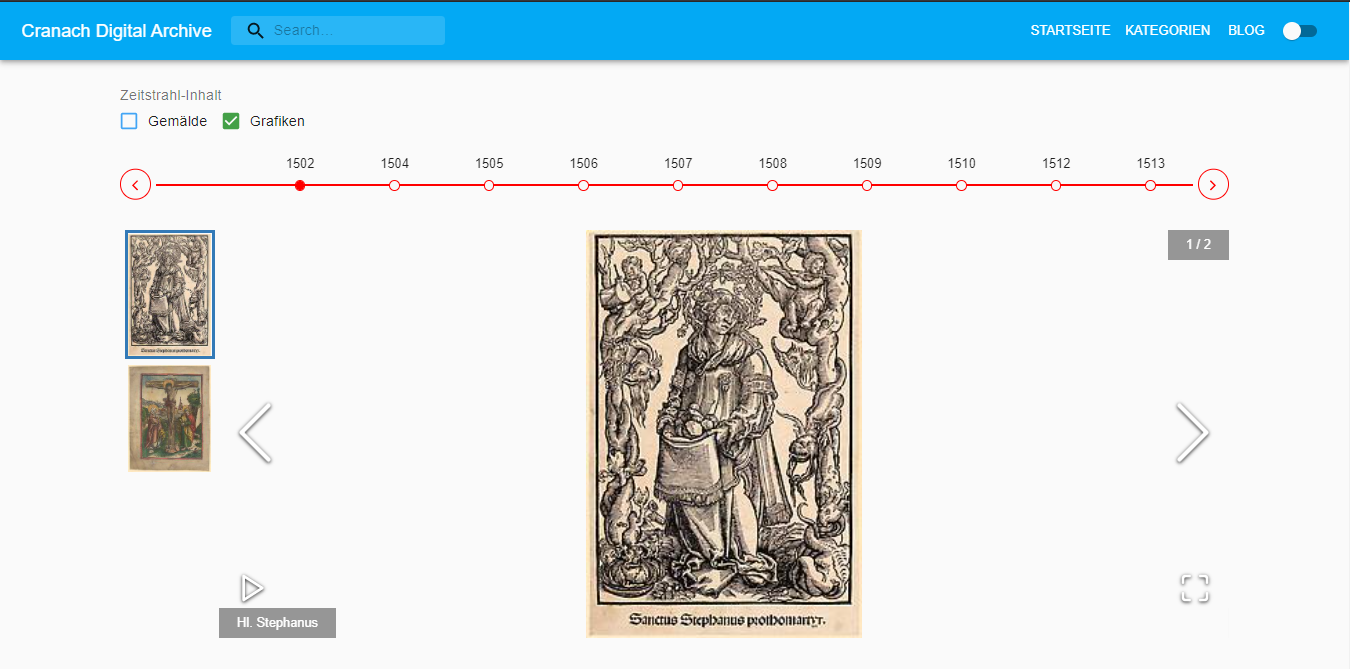 Cranach Digital Archive
Search...
STARTSEITE KATEGORIEN BLOG
Zeitstrahl-Inhalt
Gemälde Grafiken
1502 1504 1505 1506 1507 1508 1509 1510 1512 1513
1 / 2
Sanctus Stephanus prothomartyr.
Hl. Stephanus